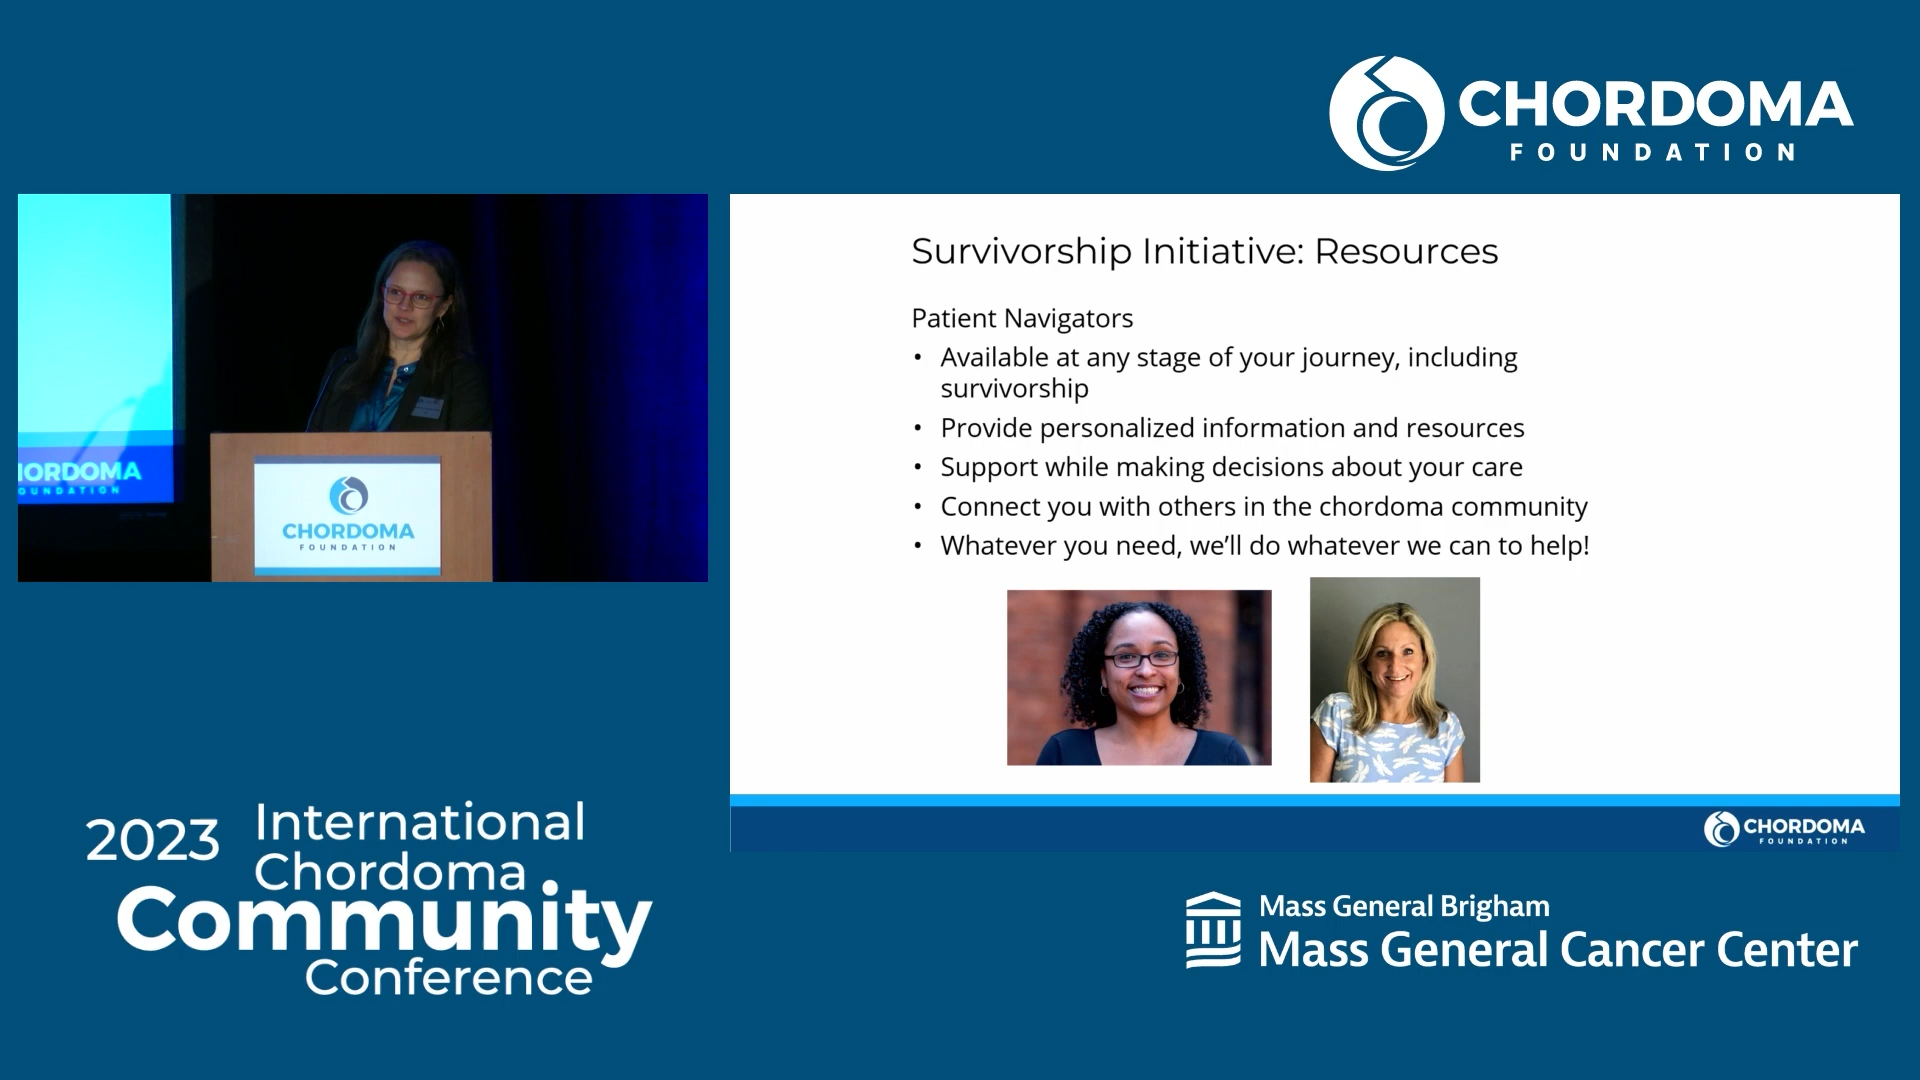 CHORDOMA
FOUNDATION
HORDOMA
OUNDATION
CHORDOMA
FOUNDATION
Survivorship Initiative: Resources
Patient Navigators
• Available at any stage of your journey, including
survivorship
• Provide personalized information and resources
• Support while making decisions about your care
• Connect you with others in the chordoma community
• Whatever you need, we’ll do whatever we can to help!
CHORDOMA
FOUNDATION
2023 International
Chordoma
Community
Conference
Mass General Brigham
Mass General Cancer Center